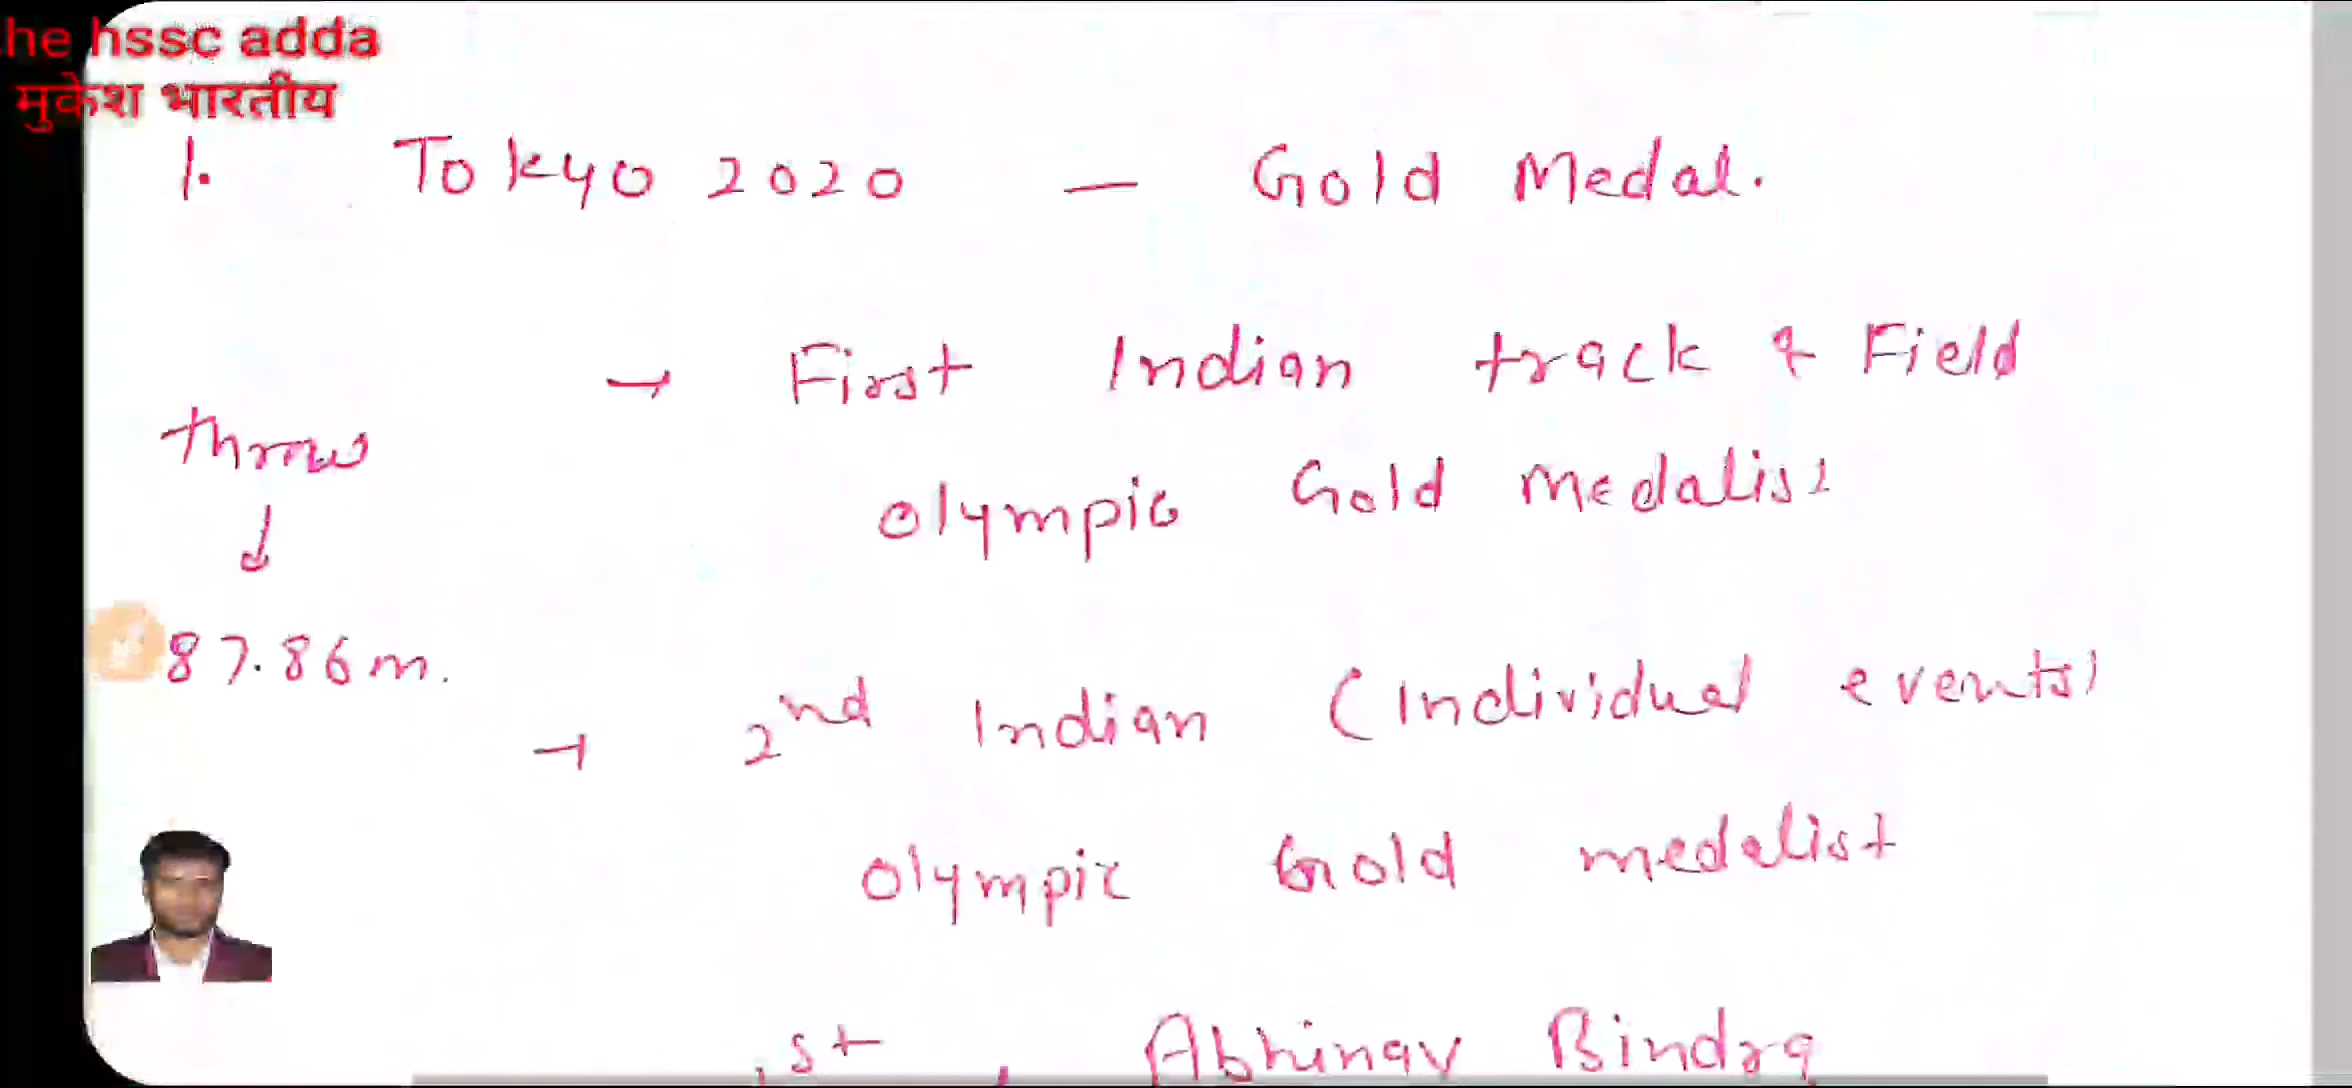 he hssc adda
मुकेश भारतीय
1. Tokyo 2020 — Gold Medal.
→ First Indian track & Field
throw
Olympic Gold medalist
↓
87.86m.
→ 2nd Indian (Individual events)
Olympic Gold medalist
1st, Abhinav Bindra